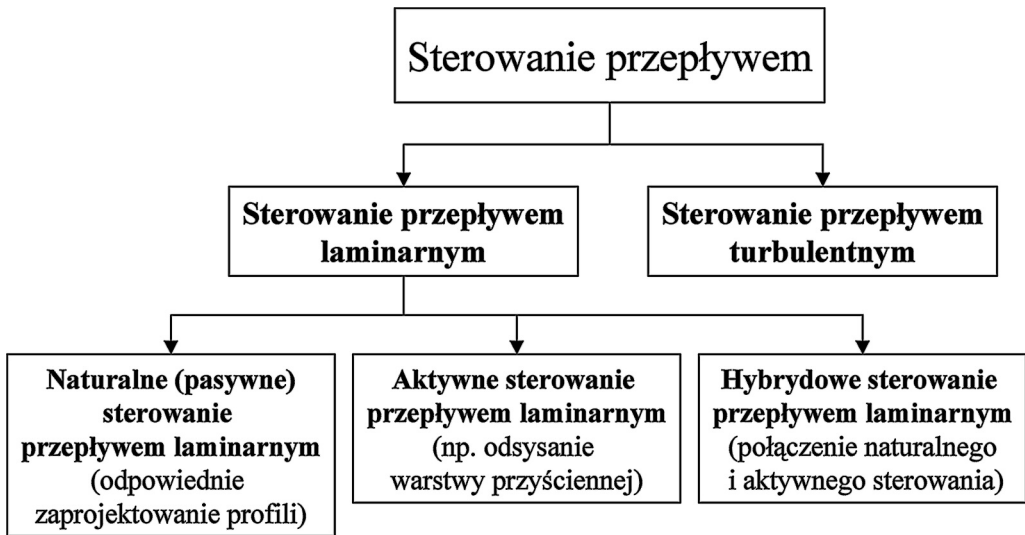 Sterowanie przepływem
Sterowanie przepływem
laminarnym
Sterowanie przepływem
turbulentnym
Naturalne (pasywne)
sterowanie
przepływem laminarnym
(odpowiednie
zaprojektowanie profili)
Aktywne sterowanie
przepływem laminarnym
(np. odsysanie
warstwy przyściennej)
Hybrydowe sterowanie
przepływem laminarnym
(połączenie naturalnego
i aktywnego sterowania)